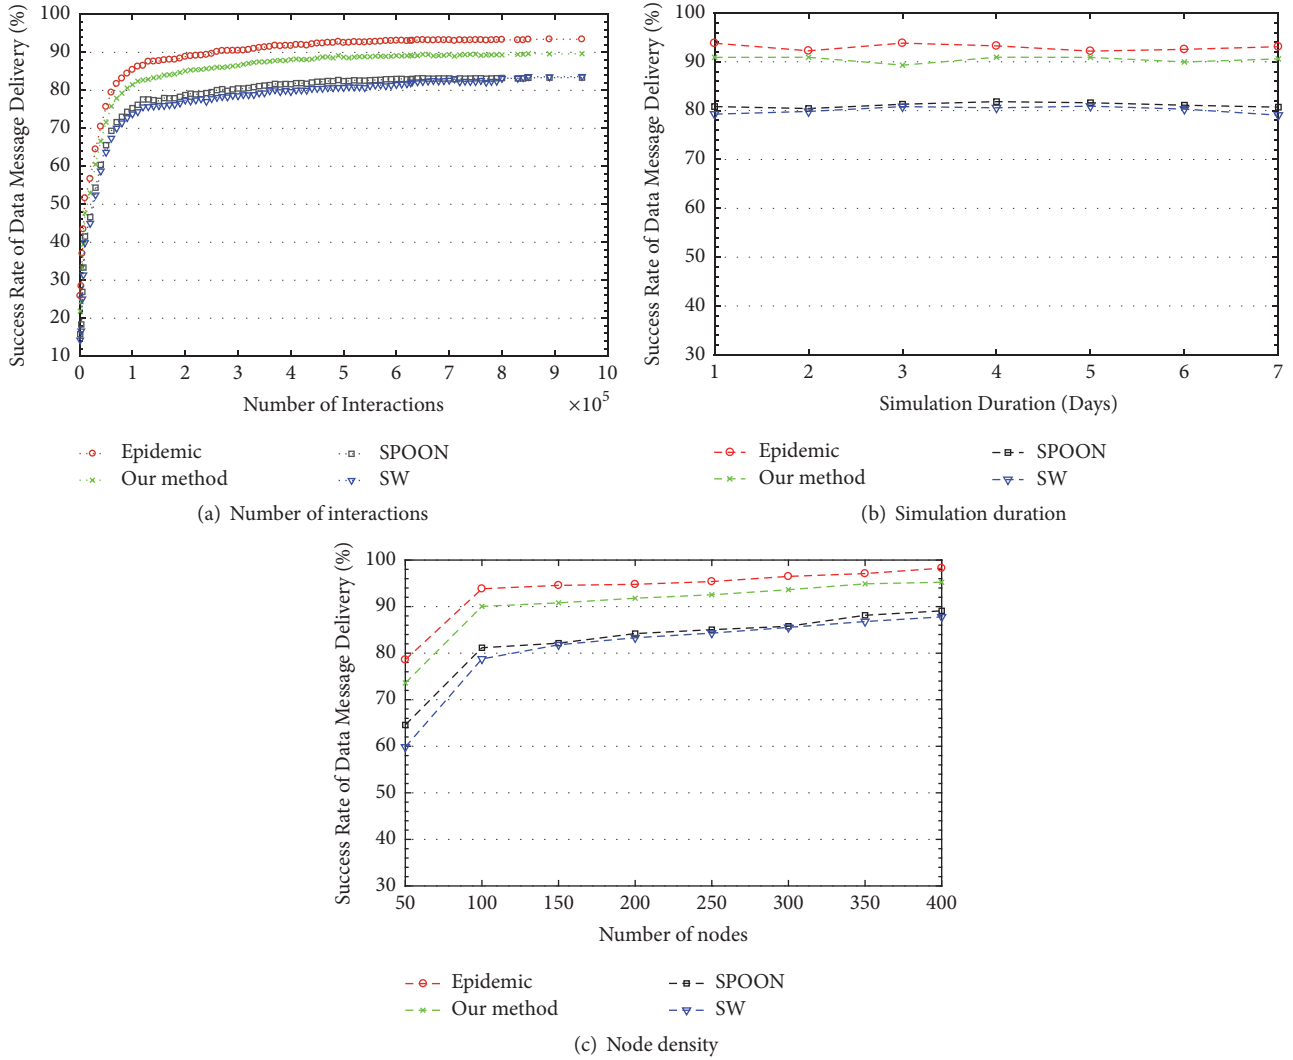 Success Rate of Data Message Delivery (%)
100
90
80
70
60
50
40
30
20
10
0 1 2 3 4 5 6 7 8 9 10
Number of Interactions ×10⁵
Epidemic SPOON
Our method SW
(a) Number of interactions
Success Rate of Data Message Delivery (%)
100
90
80
70
60
50
40
30
1 2 3 4 5 6 7
Simulation Duration (Days)
Epidemic SPOON
Our method SW
(b) Simulation duration
Success Rate of Data Message Delivery (%)
100
90
80
70
60
50
40
30
50 100 150 200 250 300 350 400
Number of nodes
Epidemic SPOON
Our method SW
(c) Node density